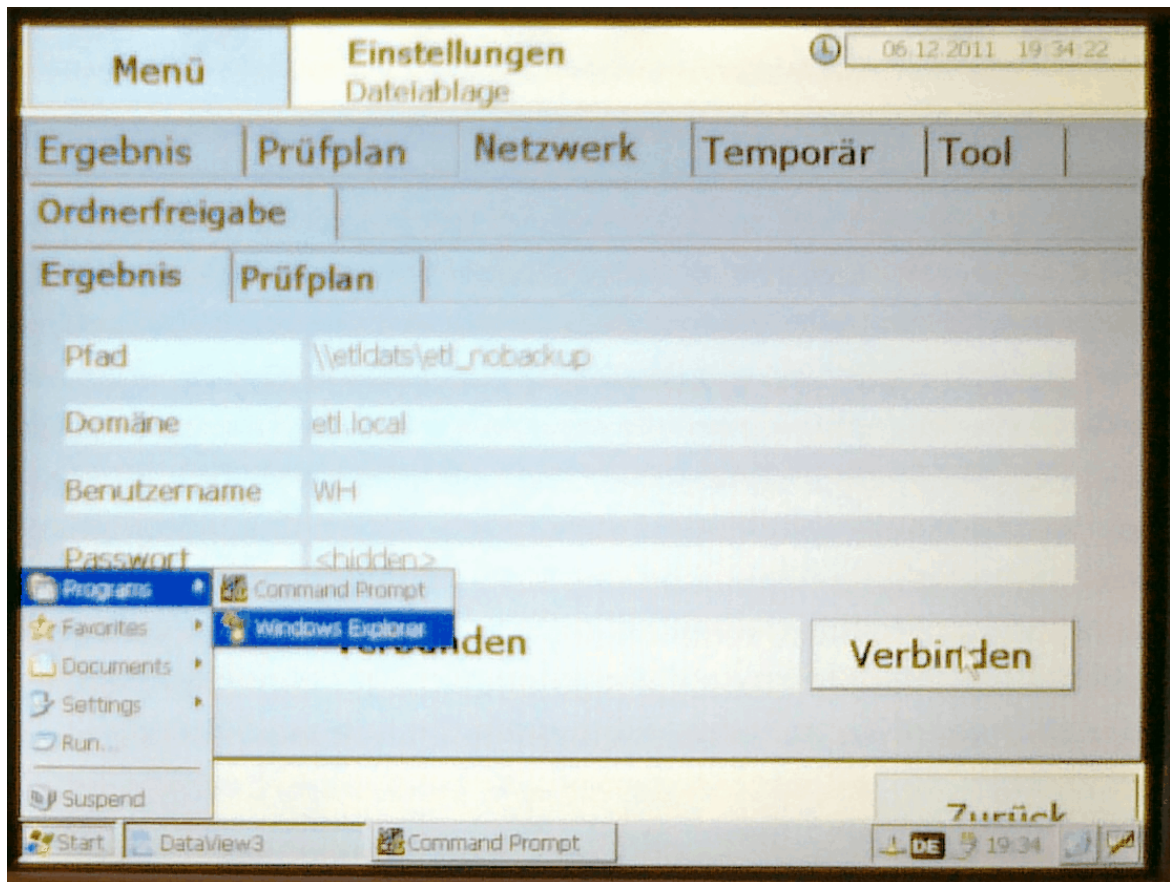 Menü
Einstellungen
Dateiablage
06.12.2011 19:34:22
Ergebnis Prüfplan Netzwerk Temporär Tool
Ordnerfreigabe
Ergebnis Prüfplan
Pfad \\etldats\etl_nobackup
Domäne etl.local
Benutzername WH
Passwort <hidden>
Programs Command Prompt
Favorites Windows Explorer
Verbinden
Documents
Settings
Run...
Suspend
Zurück
Start DataView3 Command Prompt DE 19:34